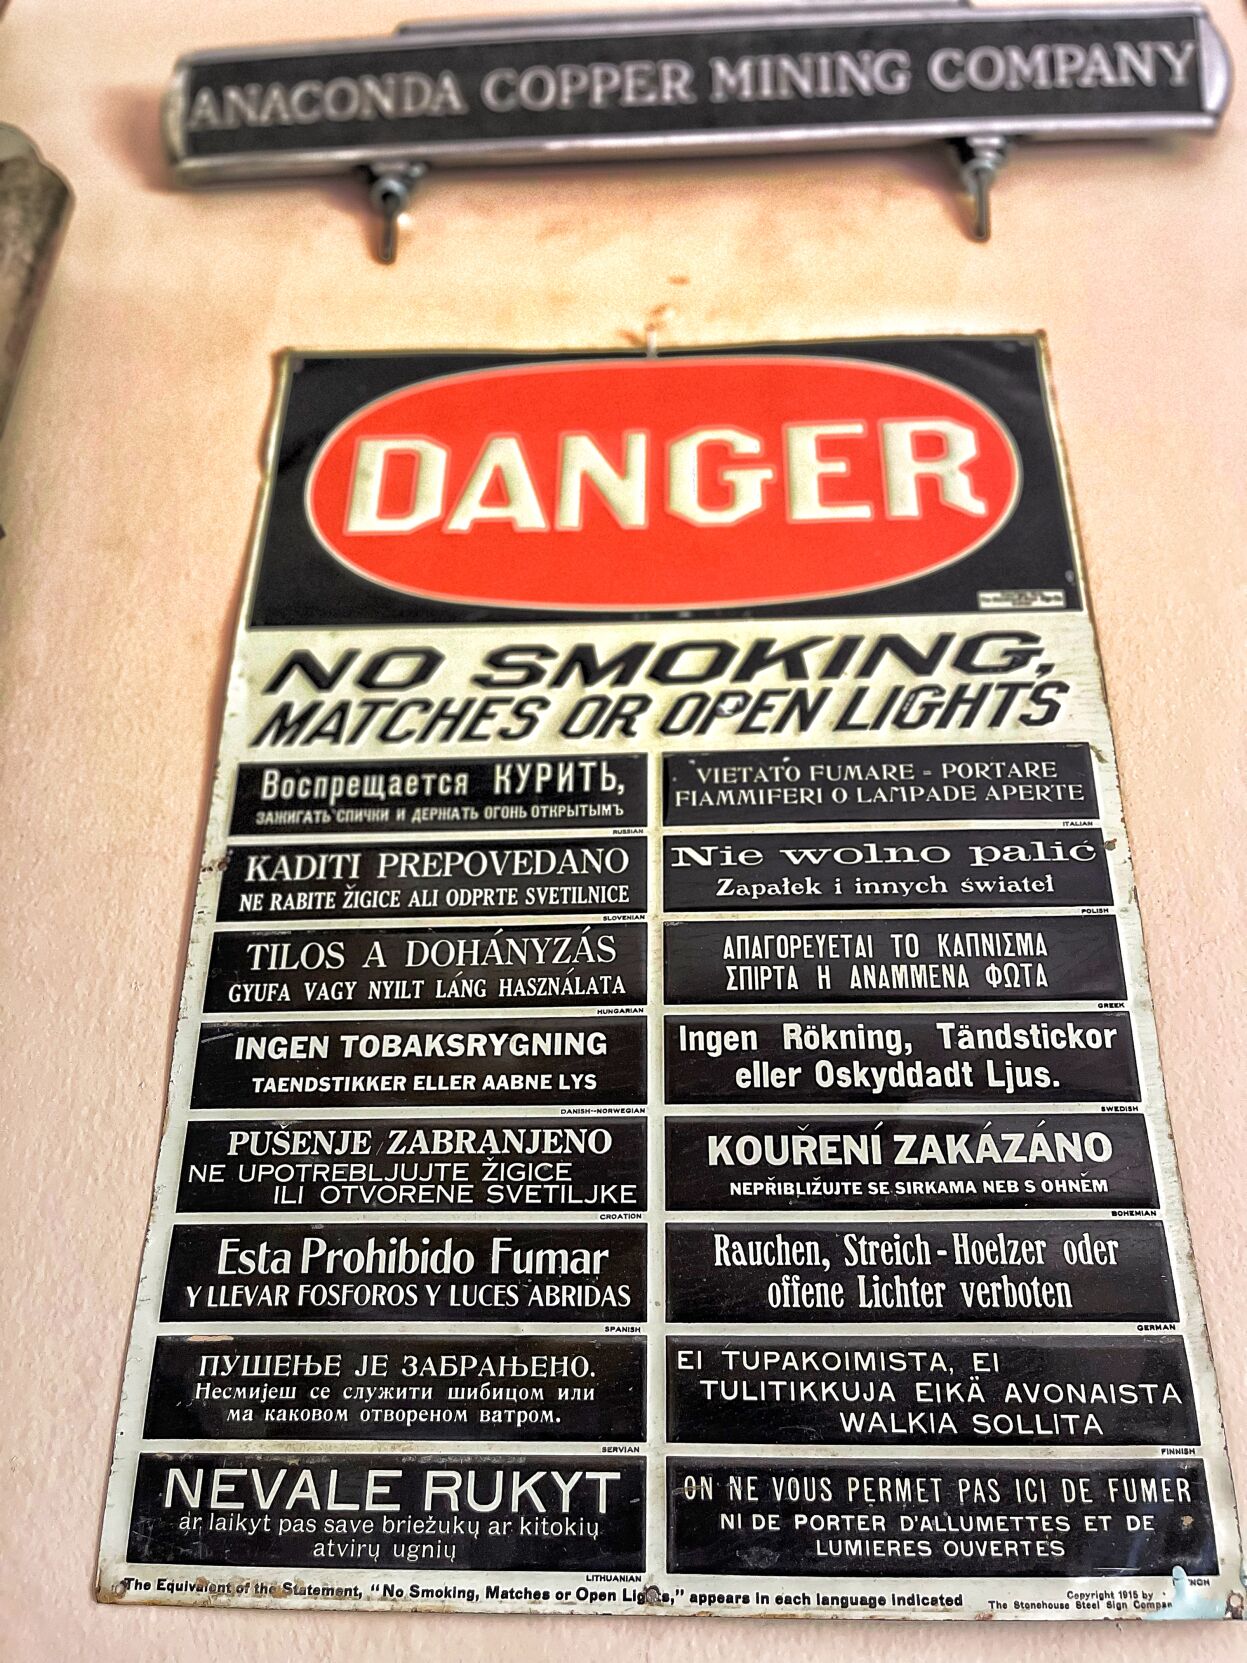 ANACONDA COPPER MINING COMPANY
DANGER
NO SMOKING,
MATCHES OR OPEN LIGHTS
Воспрещается КУРИТЬ,
ЗАЖИГАТЬ СПИЧКИ И ДЕРЖАТЬ ОГОНЬ ОТКРЫТЫМЪ
RUSSIAN
VIETATO FUMARE - PORTARE
FIAMMIFERI O LAMPADE APERTE
ITALIAN
KADITI PREPOVEDANO
NE RABITE ŽIGICE ALI ODPRTE SVETILNICE
SLOVENIAN
Nie wolno palić
Zapałek i innych świateł
POLISH
TILOS A DOHÁNYZÁS
GYUFA VAGY NYILT LÁNG HASZNÁLATA
HUNGARIAN
ΑΠΑΓΟΡΕΥΕΤΑΙ ΤΟ ΚΑΠΝΙΣΜΑ
ΣΠΙΡΤΑ Η ΑΝΑΜΜΕΝΑ ΦΩΤΑ
GREEK
INGEN TOBAKSRYGNING
TAENDSTIKKER ELLER AABNE LYS
DANISH--NORWEGIAN
Ingen Rökning, Tändstickor
eller Oskyddadt Ljus.
SWEDISH
PUŠENJE ZABRANJENO
NE UPOTREBLJUJTE ŽIGICE
ILI OTVORENE SVETILJKE
CROATION
KOUŘENÍ ZAKÁZÁNO
NEPŘIBLIŽUJTE SE SIRKAMA NEB S OHNĚM
BOHEMIAN
Esta Prohibido Fumar
Y LLEVAR FOSFOROS Y LUCES ABRIDAS
SPANISH
Rauchen, Streich-Hoelzer oder
offene Lichter verboten
GERMAN
ПУШЕЊЕ ЈЕ ЗАБРАЊЕНО.
Несмијеш се служити шибицом или
ма каковом отвореном ватром.
SERVIAN
EI TUPAKOIMISTA, EI
TULITIKKUJA EIKÄ AVONAISTA
WALKIA SOLLITA
FINNISH
NEVALE RUKYT
ar laikyt pas save briežukų ar kitokių
atvirų ugnių
LITHUANIAN
ON NE VOUS PERMET PAS ICI DE FUMER
NI DE PORTER D'ALLUMETTES ET DE
LUMIERES OUVERTES
The Equivalent of the Statement, "No Smoking, Matches or Open Lights," appears in each language indicated
Copyright 1915 by
The Stonehouse Steel Sign